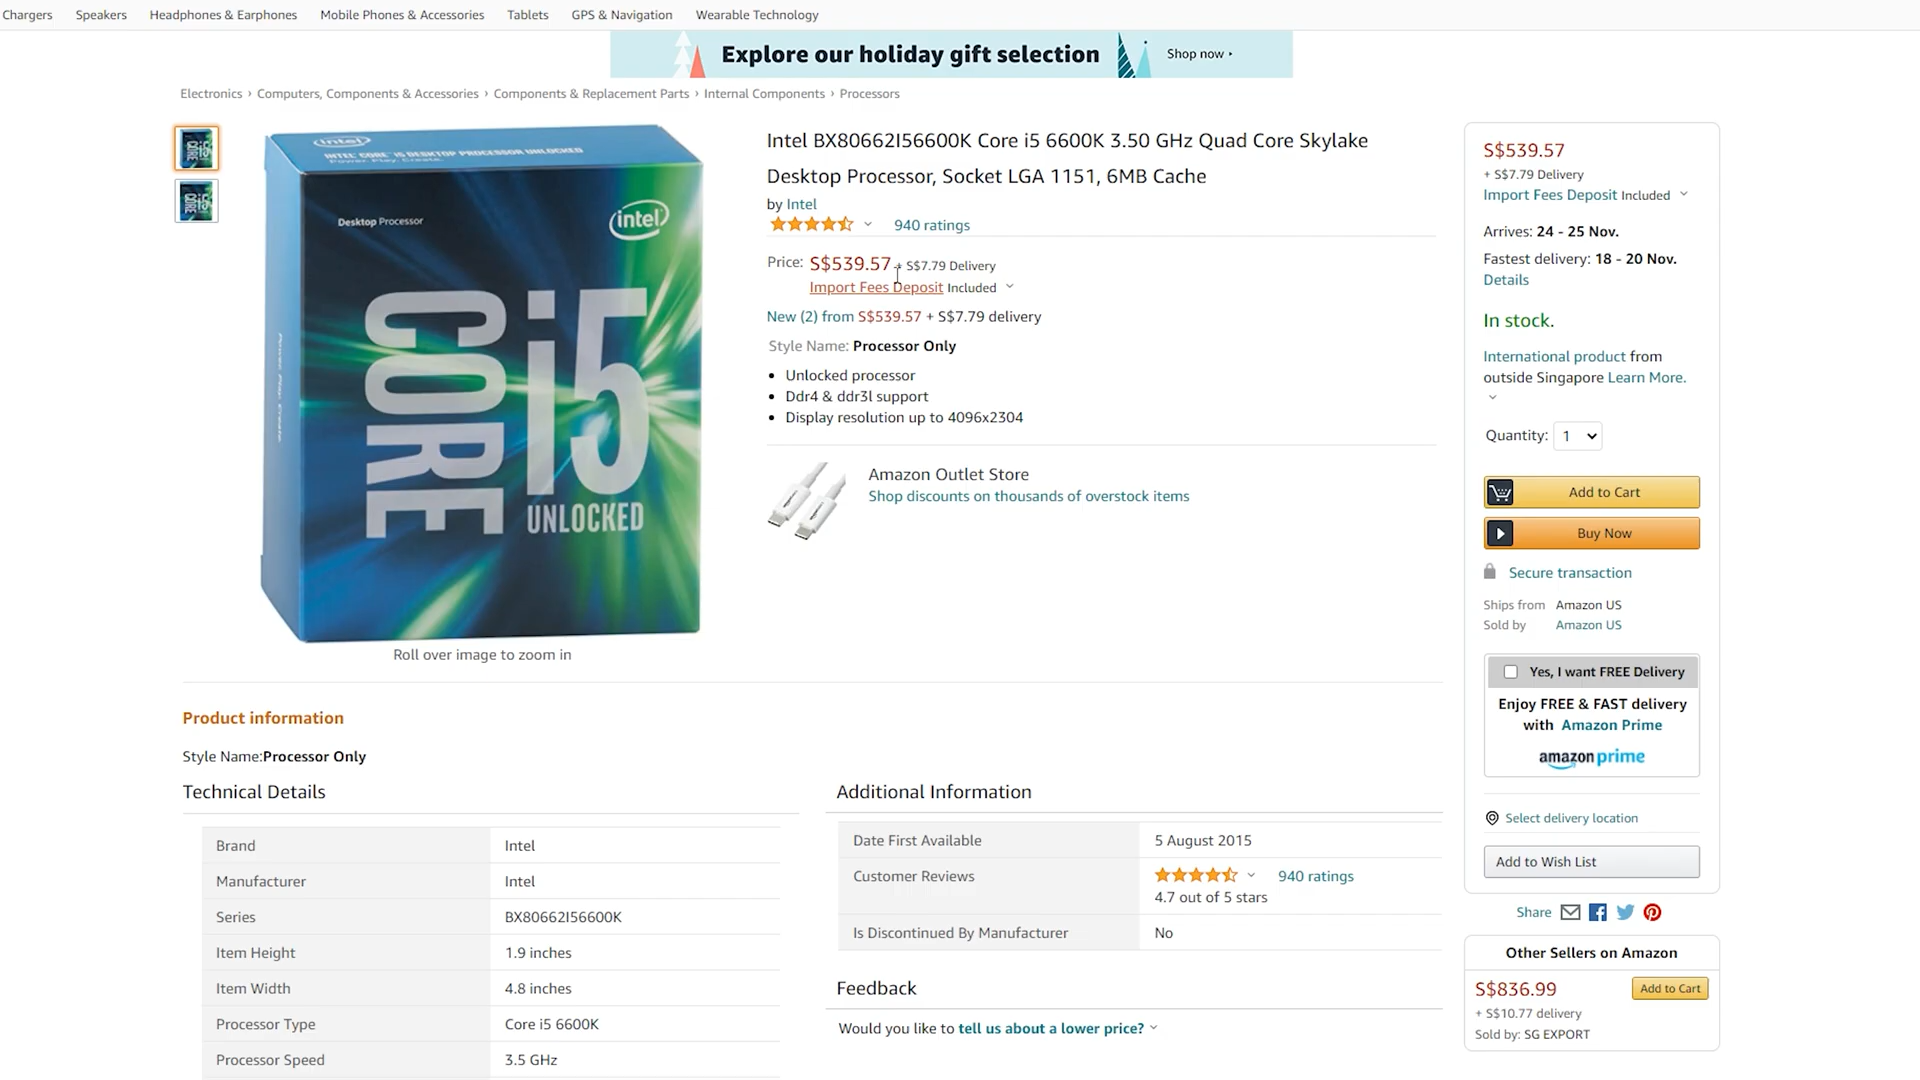 Chargers Speakers Headphones & Earphones Mobile Phones & Accessories Tablets GPS & Navigation Wearable Technology
Explore our holiday gift selection Shop now ›
Electronics › Computers, Components & Accessories › Components & Replacement Parts › Internal Components › Processors
intel
INTEL® CORE™ i5 DESKTOP PROCESSOR UNLOCKED
Power. Play. Create.
Desktop Processor
intel
CORE i5
UNLOCKED
Roll over image to zoom in
Intel BX80662I56600K Core i5 6600K 3.50 GHz Quad Core Skylake
Desktop Processor, Socket LGA 1151, 6MB Cache
by Intel
940 ratings
Price: S$539.57 + S$7.79 Delivery
Import Fees Deposit Included
New (2) from S$539.57 + S$7.79 delivery
Style Name: Processor Only
• Unlocked processor
• Ddr4 & ddr3l support
• Display resolution up to 4096x2304
Amazon Outlet Store
Shop discounts on thousands of overstock items
S$539.57
+ S$7.79 Delivery
Import Fees Deposit Included
Arrives: 24 - 25 Nov.
Fastest delivery: 18 - 20 Nov.
Details
In stock.
International product from
outside Singapore Learn More.
Quantity: 1
Add to Cart
Buy Now
Secure transaction
Ships from Amazon US
Sold by Amazon US
Yes, I want FREE Delivery
Enjoy FREE & FAST delivery
with Amazon Prime
amazon prime
Select delivery location
Add to Wish List
Share
Other Sellers on Amazon
S$836.99 Add to Cart
+ S$10.77 delivery
Sold by: SG EXPORT
Product information
Style Name:Processor Only
Technical Details
Brand Intel
Manufacturer Intel
Series BX80662I56600K
Item Height 1.9 inches
Item Width 4.8 inches
Processor Type Core i5 6600K
Processor Speed 3.5 GHz
Additional Information
Date First Available 5 August 2015
Customer Reviews 940 ratings
4.7 out of 5 stars
Is Discontinued By Manufacturer No
Feedback
Would you like to tell us about a lower price?